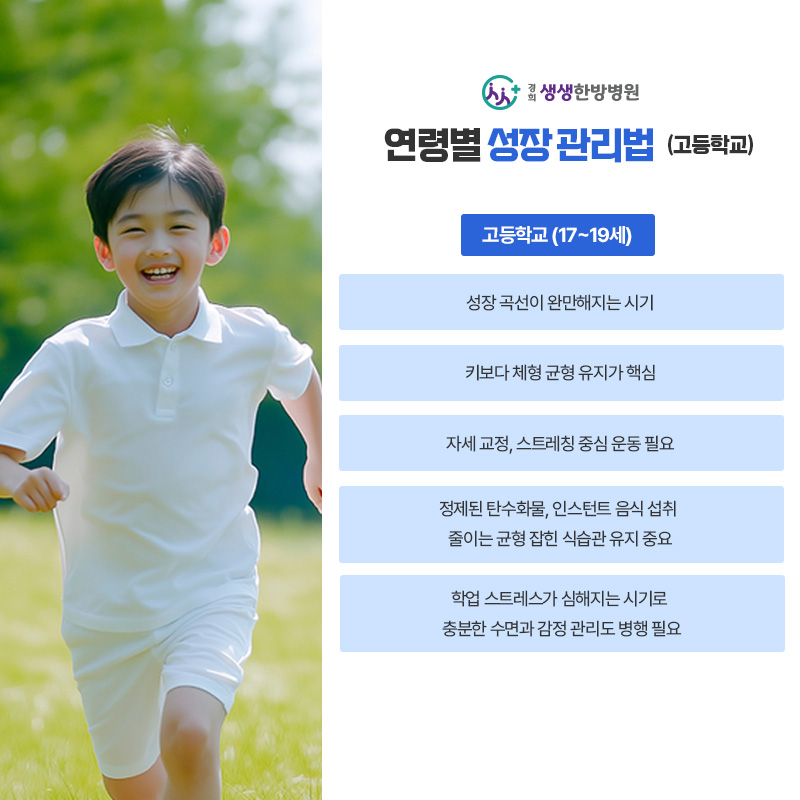 경희 생생한방병원
연령별 성장 관리법 (고등학교)
고등학교 (17~19세)
성장 곡선이 완만해지는 시기
키보다 체형 균형 유지가 핵심
자세 교정, 스트레칭 중심 운동 필요
정제된 탄수화물, 인스턴트 음식 섭취
줄이는 균형 잡힌 식습관 유지 중요
학업 스트레스가 심해지는 시기로
충분한 수면과 감정 관리도 병행 필요